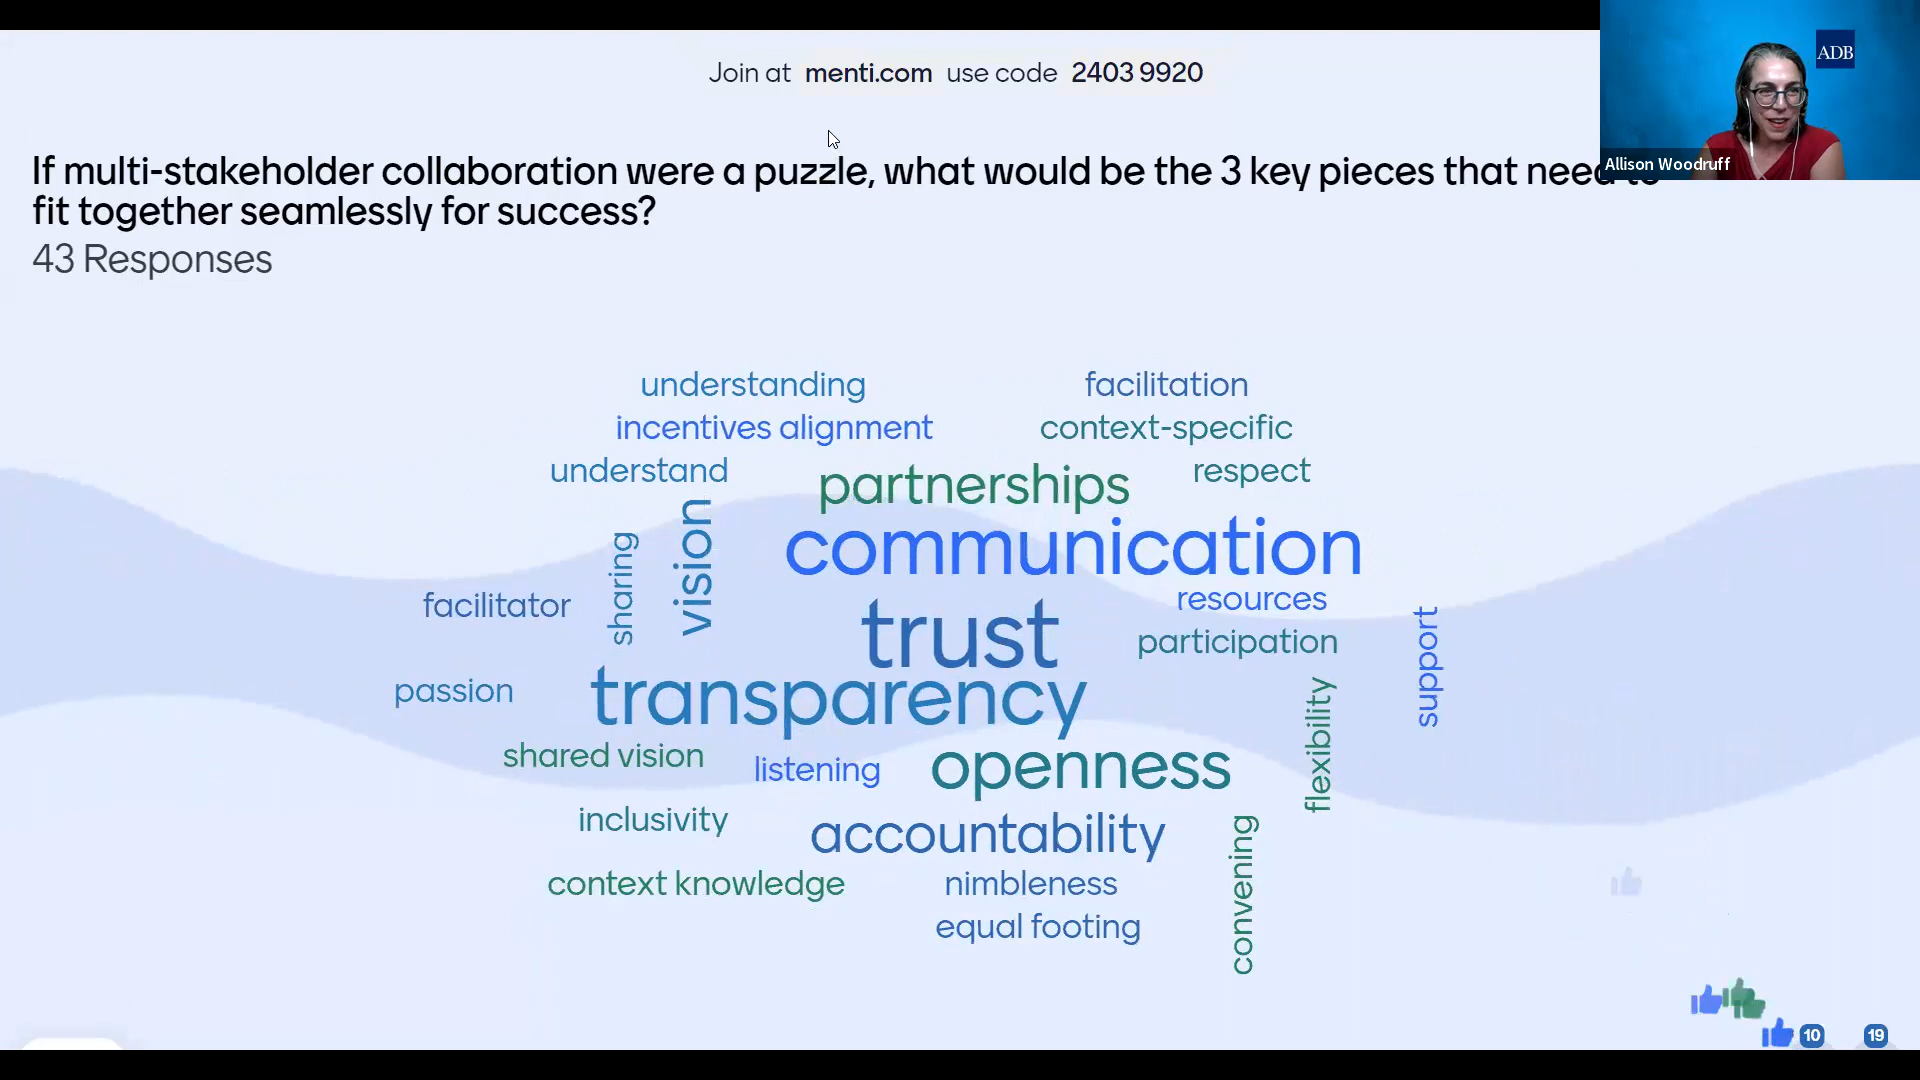 Join at menti.com use code 2403 9920
ADB
Allison Woodruff
If multi-stakeholder collaboration were a puzzle, what would be the 3 key pieces that need to
fit together seamlessly for success?
43 Responses
understanding
facilitation
incentives alignment
context-specific
understand
partnerships
respect
vision
communication
sharing
facilitator
trust
resources
participation
support
passion
transparency
flexibility
shared vision
listening
openness
inclusivity
accountability
convening
context knowledge
nimbleness
equal footing
10
19